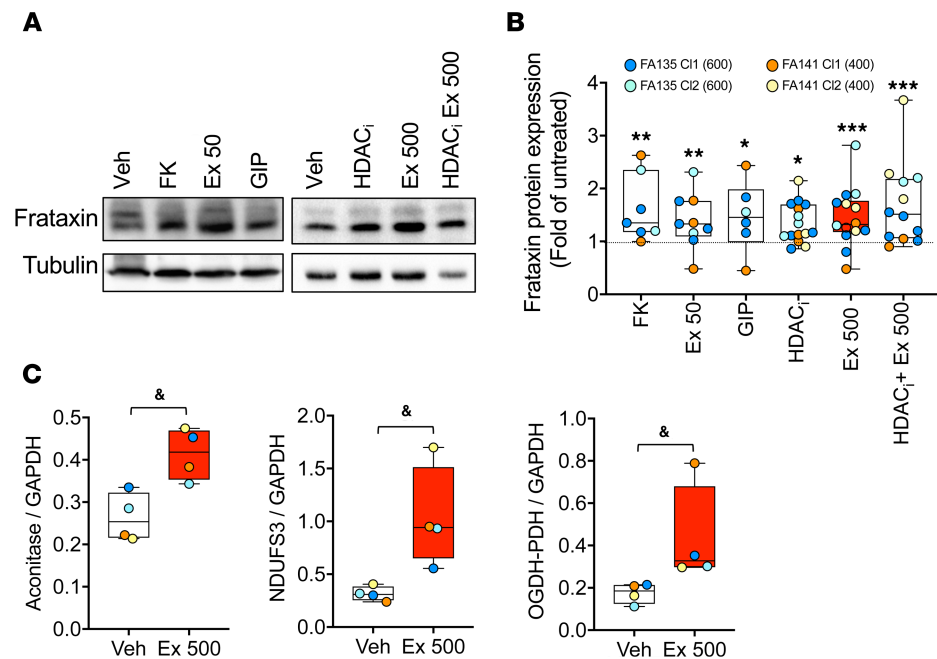 A
Veh
FK
Ex 50
GIP
Veh
HDACi
Ex 500
HDACi Ex 500
Frataxin
Tubulin
B
FA135 Cl1 (600)
FA141 Cl1 (400)
FA135 Cl2 (600)
FA141 Cl2 (400)
Frataxin protein expression
(Fold of untreated)
4
3
2
1
0
**
**
*
*
***
***
FK
Ex 50
GIP
HDACi
Ex 500
HDACi+ Ex 500
C
Aconitase / GAPDH
0.5
0.4
0.3
0.2
0.1
0.0
&
Veh Ex 500
NDUFS3 / GAPDH
2.0
1.5
1.0
0.5
0.0
&
Veh Ex 500
OGDH-PDH / GAPDH
1.0
0.8
0.6
0.4
0.2
0.0
&
Veh Ex 500